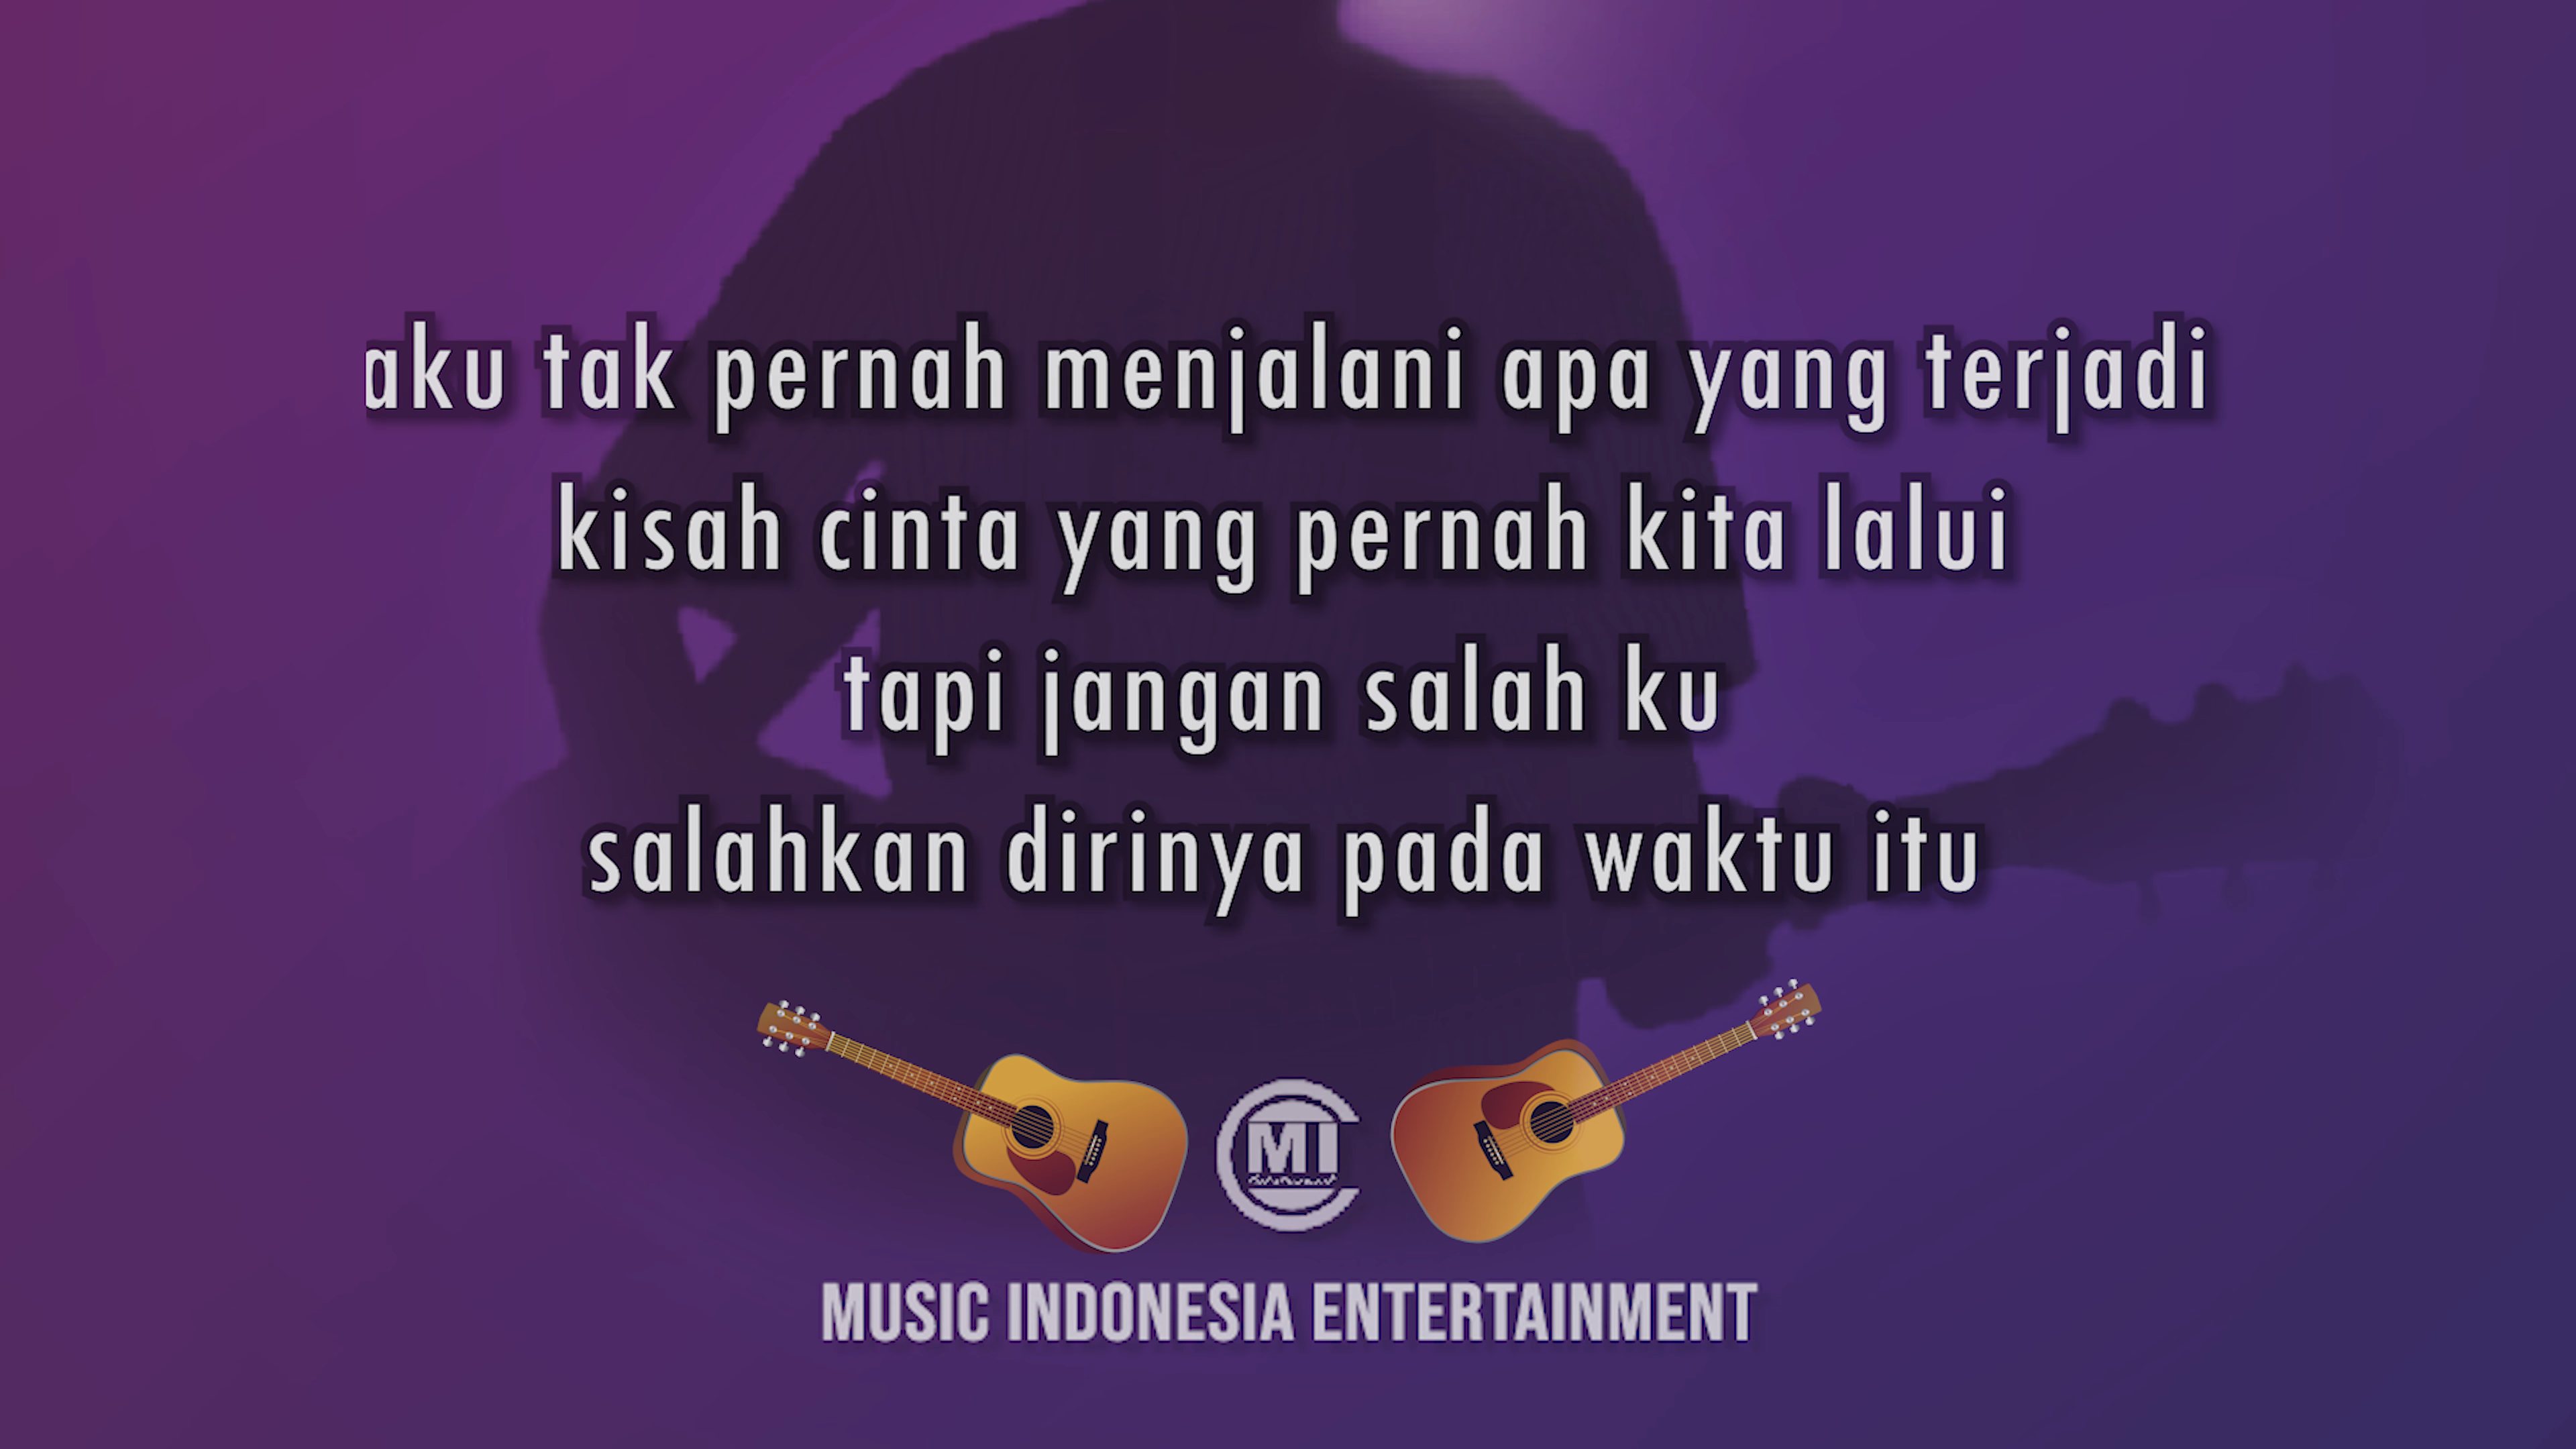 aku tak pernah menjalani apa yang terjadi
kisah cinta yang pernah kita lalui
tapi jangan salah ku
salahkan dirinya pada waktu itu
MI
MUSIC INDONESIA ENTERTAINMENT